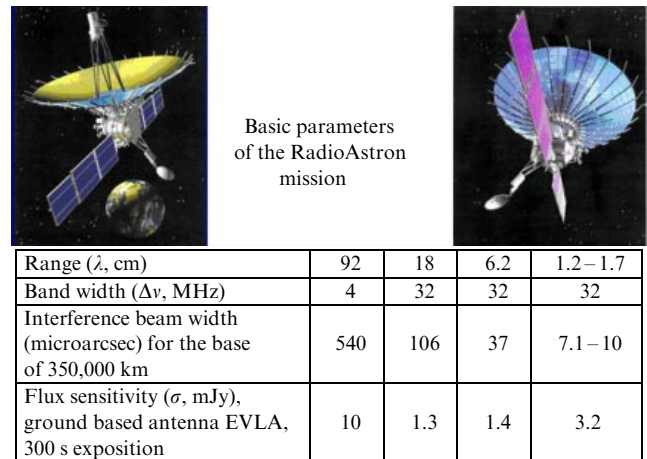 Basic parameters
of the RadioAstron
mission
Range (λ, cm) 92 18 6.2 1.2–1.7
Band width (Δν, MHz) 4 32 32 32
Interference beam width
(microarcsec) for the base 540 106 37 7.1–10
of 350,000 km
Flux sensitivity (σ, mJy),
ground based antenna EVLA, 10 1.3 1.4 3.2
300 s exposition